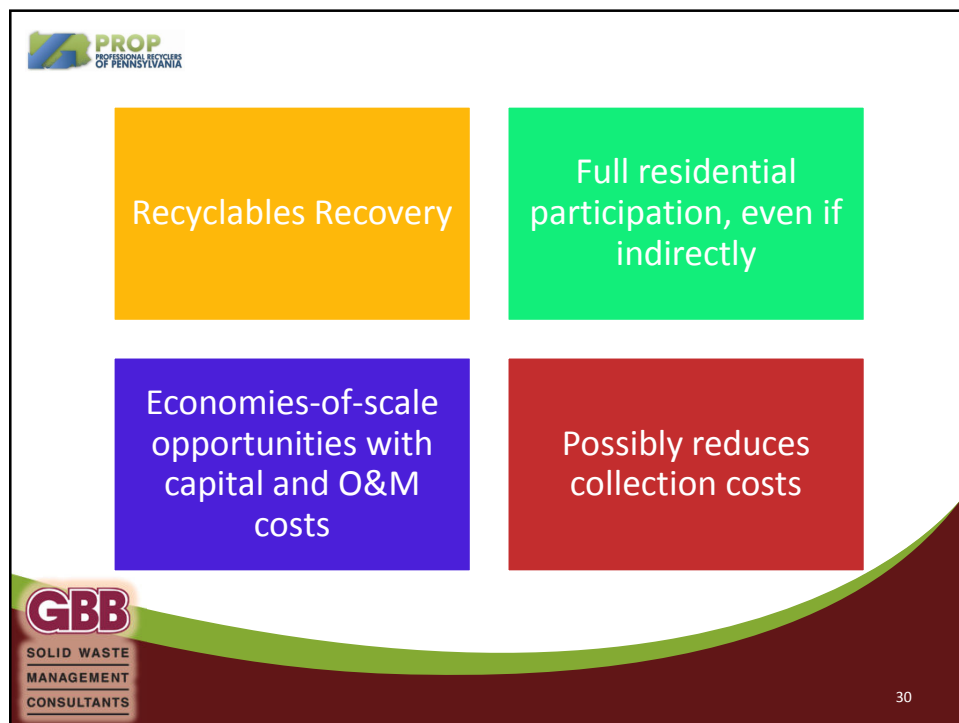 PROP
PROFESSIONAL RECYCLERS
OF PENNSYLVANIA
Recyclables Recovery
Full residential
participation, even if
indirectly
Economies-of-scale
opportunities with
capital and O&M
costs
Possibly reduces
collection costs
GBB
SOLID WASTE
MANAGEMENT
CONSULTANTS
30